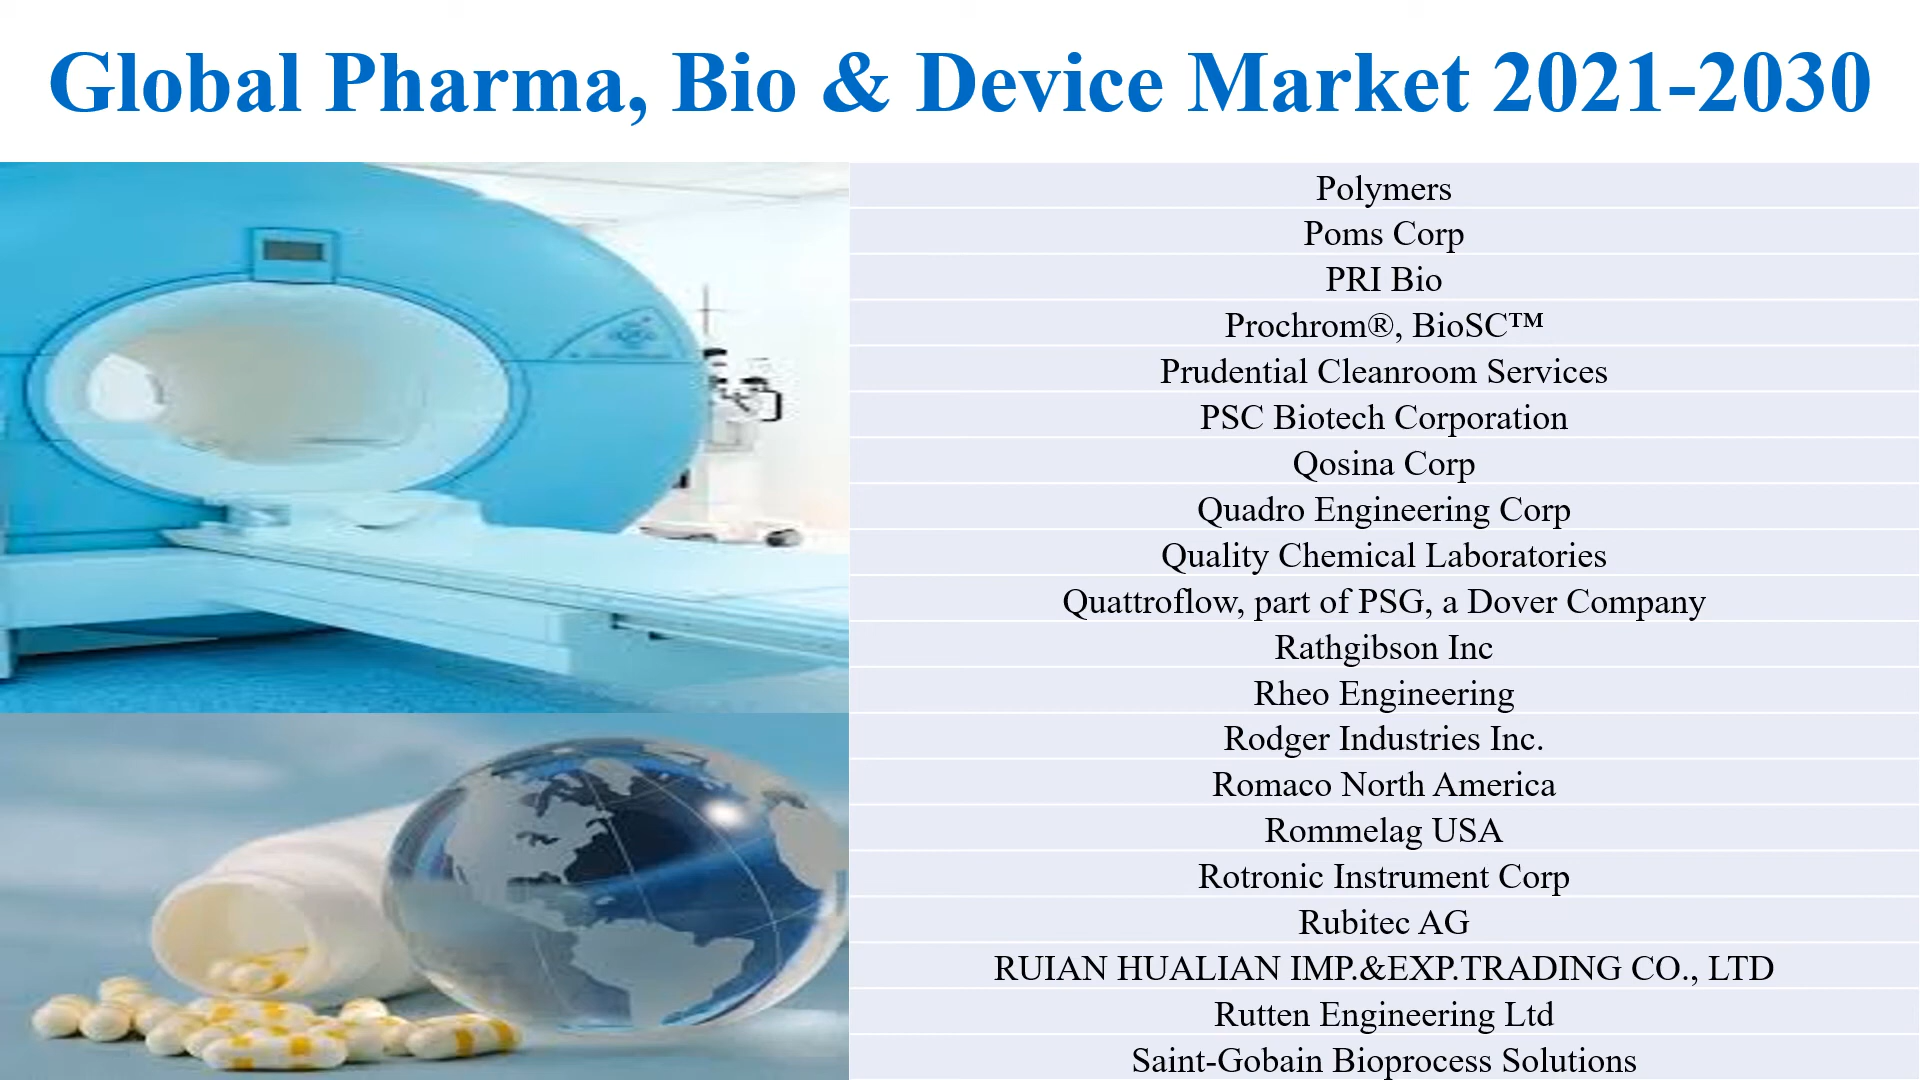 Global Pharma, Bio & Device Market 2021-2030
Polymers
Poms Corp
PRI Bio
Prochrom®, BioSC™
Prudential Cleanroom Services
PSC Biotech Corporation
Qosina Corp
Quadro Engineering Corp
Quality Chemical Laboratories
Quattroflow, part of PSG, a Dover Company
Rathgibson Inc
Rheo Engineering
Rodger Industries Inc.
Romaco North America
Rommelag USA
Rotronic Instrument Corp
Rubitec AG
RUIAN HUALIAN IMP.&EXP.TRADING CO., LTD
Rutten Engineering Ltd
Saint-Gobain Bioprocess Solutions